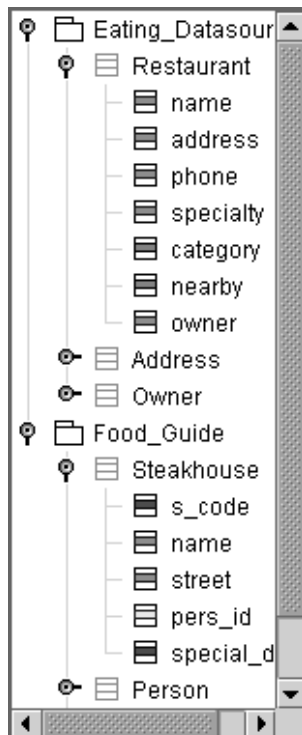 Eating_Datasour
Restaurant
name
address
phone
specialty
category
nearby
owner
Address
Owner
Food_Guide
Steakhouse
s_code
name
street
pers_id
special_d
Person